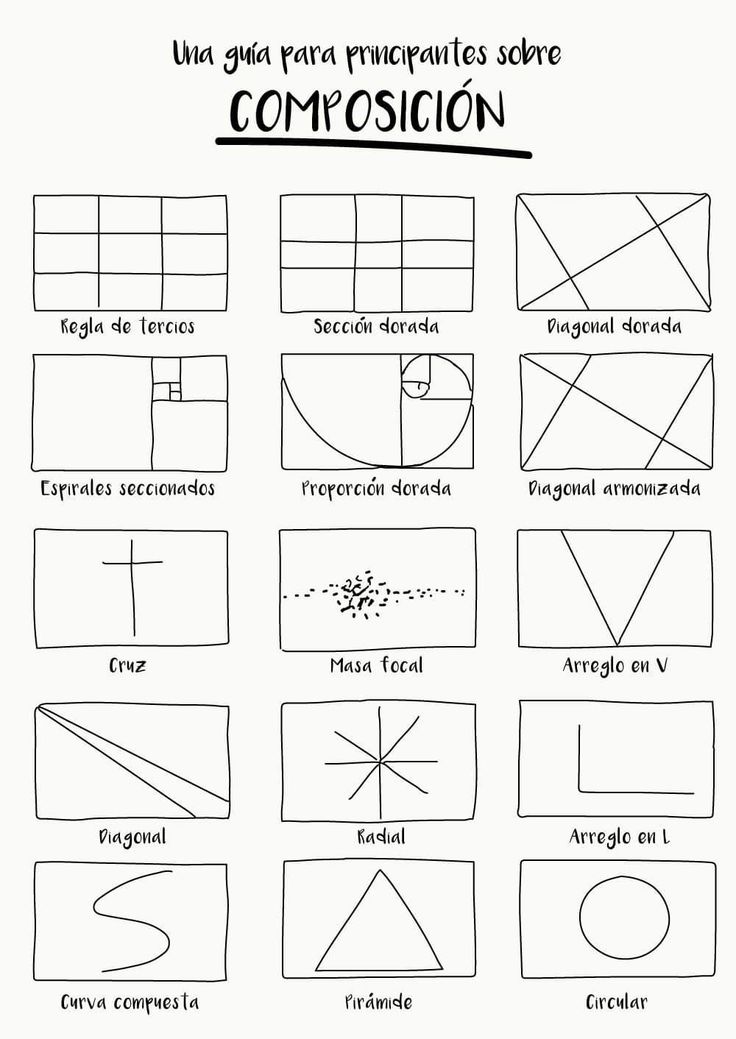 Una guía para principantes sobre
COMPOSICIÓN
Regla de tercios
Sección dorada
Diagonal dorada
Espirales seccionados
Proporción dorada
Diagonal armonizada
Cruz
Masa focal
Arreglo en V
Diagonal
Radial
Arreglo en L
Curva compuesta
Pirámide
Circular